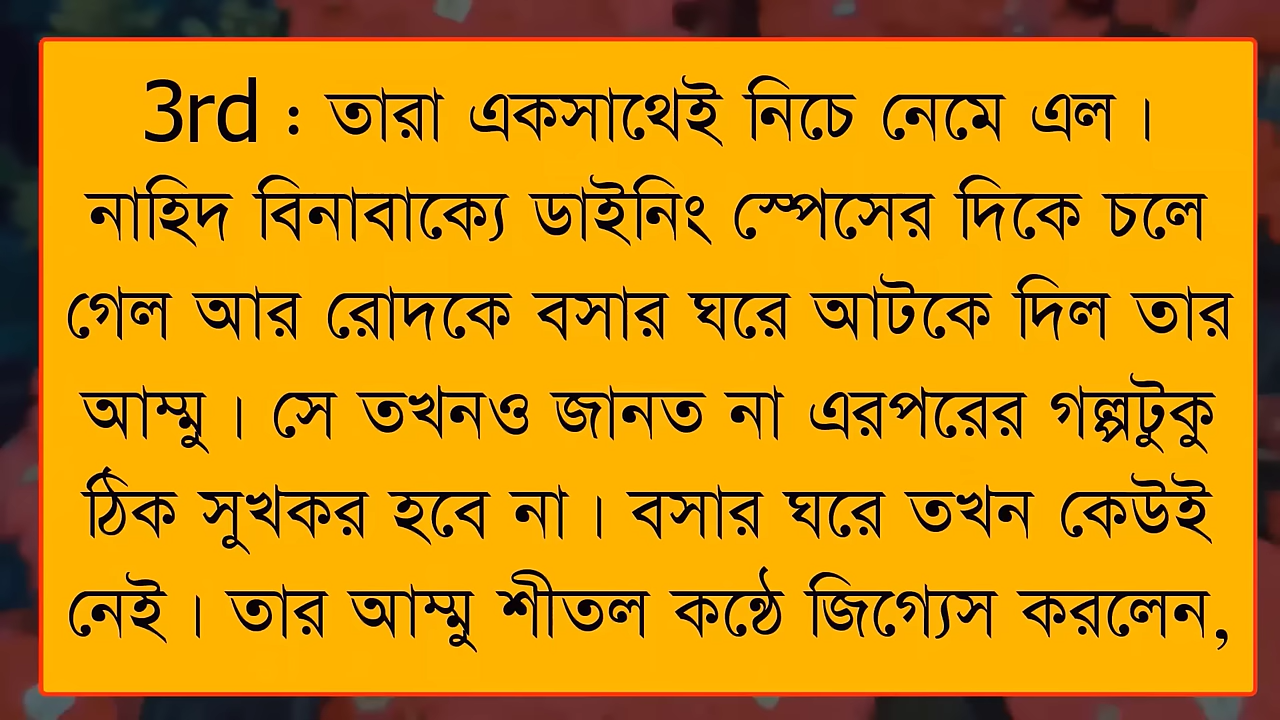 3rd : তারা একসাথেই নিচে নেমে এল।
নাহিদ বিনাবাক্যে ডাইনিং স্পেসের দিকে চলে
গেল আর রোদকে বসার ঘরে আটকে দিল তার
আম্মু। সে তখনও জানত না এরপরের গল্পটুকু
ঠিক সুখকর হবে না। বসার ঘরে তখন কেউই
নেই। তার আম্মু শীতল কন্ঠে জিগ্যেস করলেন,